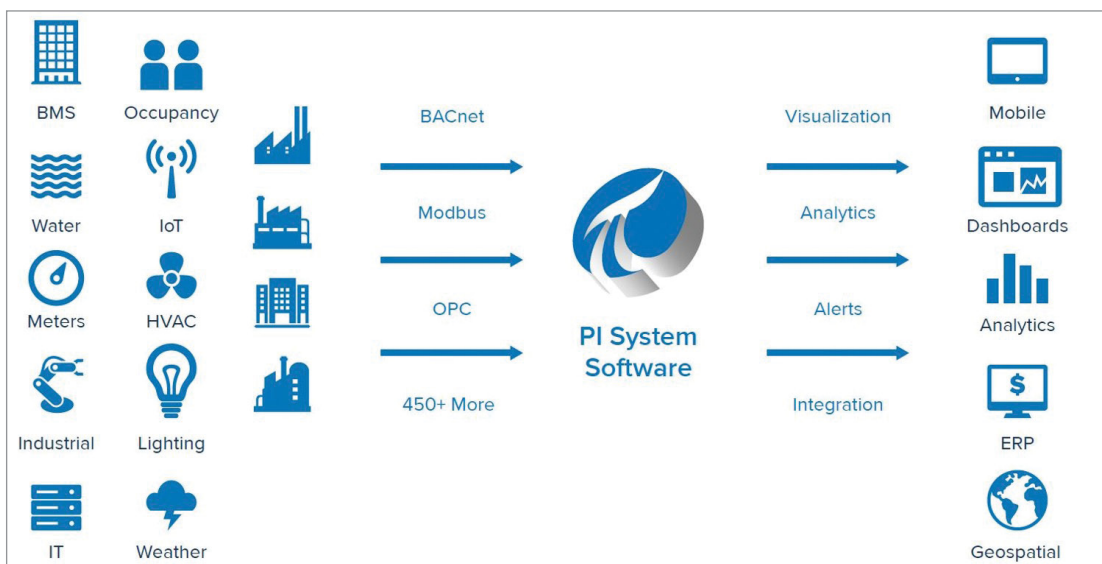 BMS
Occupancy
Water
IoT
Meters
HVAC
Industrial
Lighting
IT
Weather
BACnet
Modbus
OPC
450+ More
PI System
Software
Visualization
Analytics
Alerts
Integration
Mobile
Dashboards
Analytics
$
ERP
Geospatial